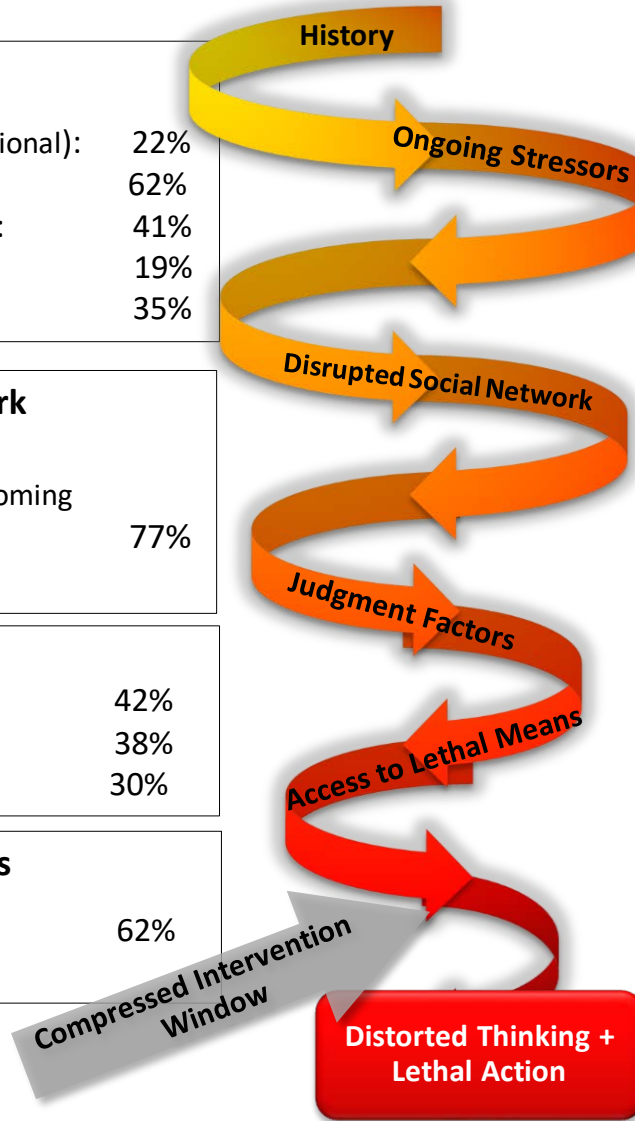 History
Ongoing Stressors
ional): 22%
62%
: 41%
19%
35%
Disrupted Social Network
rk
oming
77%
Judgment Factors
42%
38%
30%
Access to Lethal Means
s
62%
Compressed Intervention
Window
Distorted Thinking +
Lethal Action